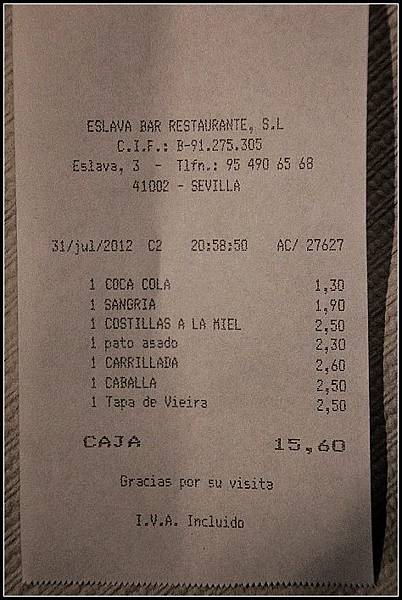 ESLAVA BAR RESTAURANTE, S.L
C.I.F.: B-91.275.305
Eslava, 3 - Tlfn.: 95 490 65 68
41002 - SEVILLA
31/jul/2012 C2 20:58:50 AC/ 27627
1 COCA COLA 1,30
1 SANGRIA 1,90
1 COSTILLAS A LA MIEL 2,50
1 pato asado 2,30
1 CARRILLADA 2,60
1 CABALLA 2,50
1 Tapa de Vieira 2,50
CAJA 15,60
Gracias por su visita
I.V.A. Incluido